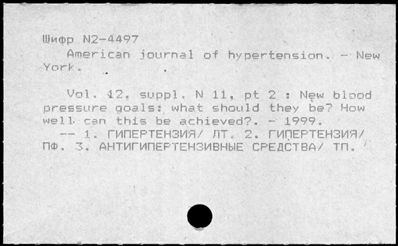 Шифр N2-4497
American journal of hypertension. - New
York.
Vol. 12, suppl. N 11, pt 2 : New blood
pressure goals: what should they be? How
well can this be achieved?. - 1999.
-- 1. ГИПЕРТЕНЗИЯ/ ЛТ. 2. ГИПЕРТЕНЗИЯ/
ПФ. 3. АНТИГИПЕРТЕНЗИВНЫЕ СРЕДСТВА/ ТП.